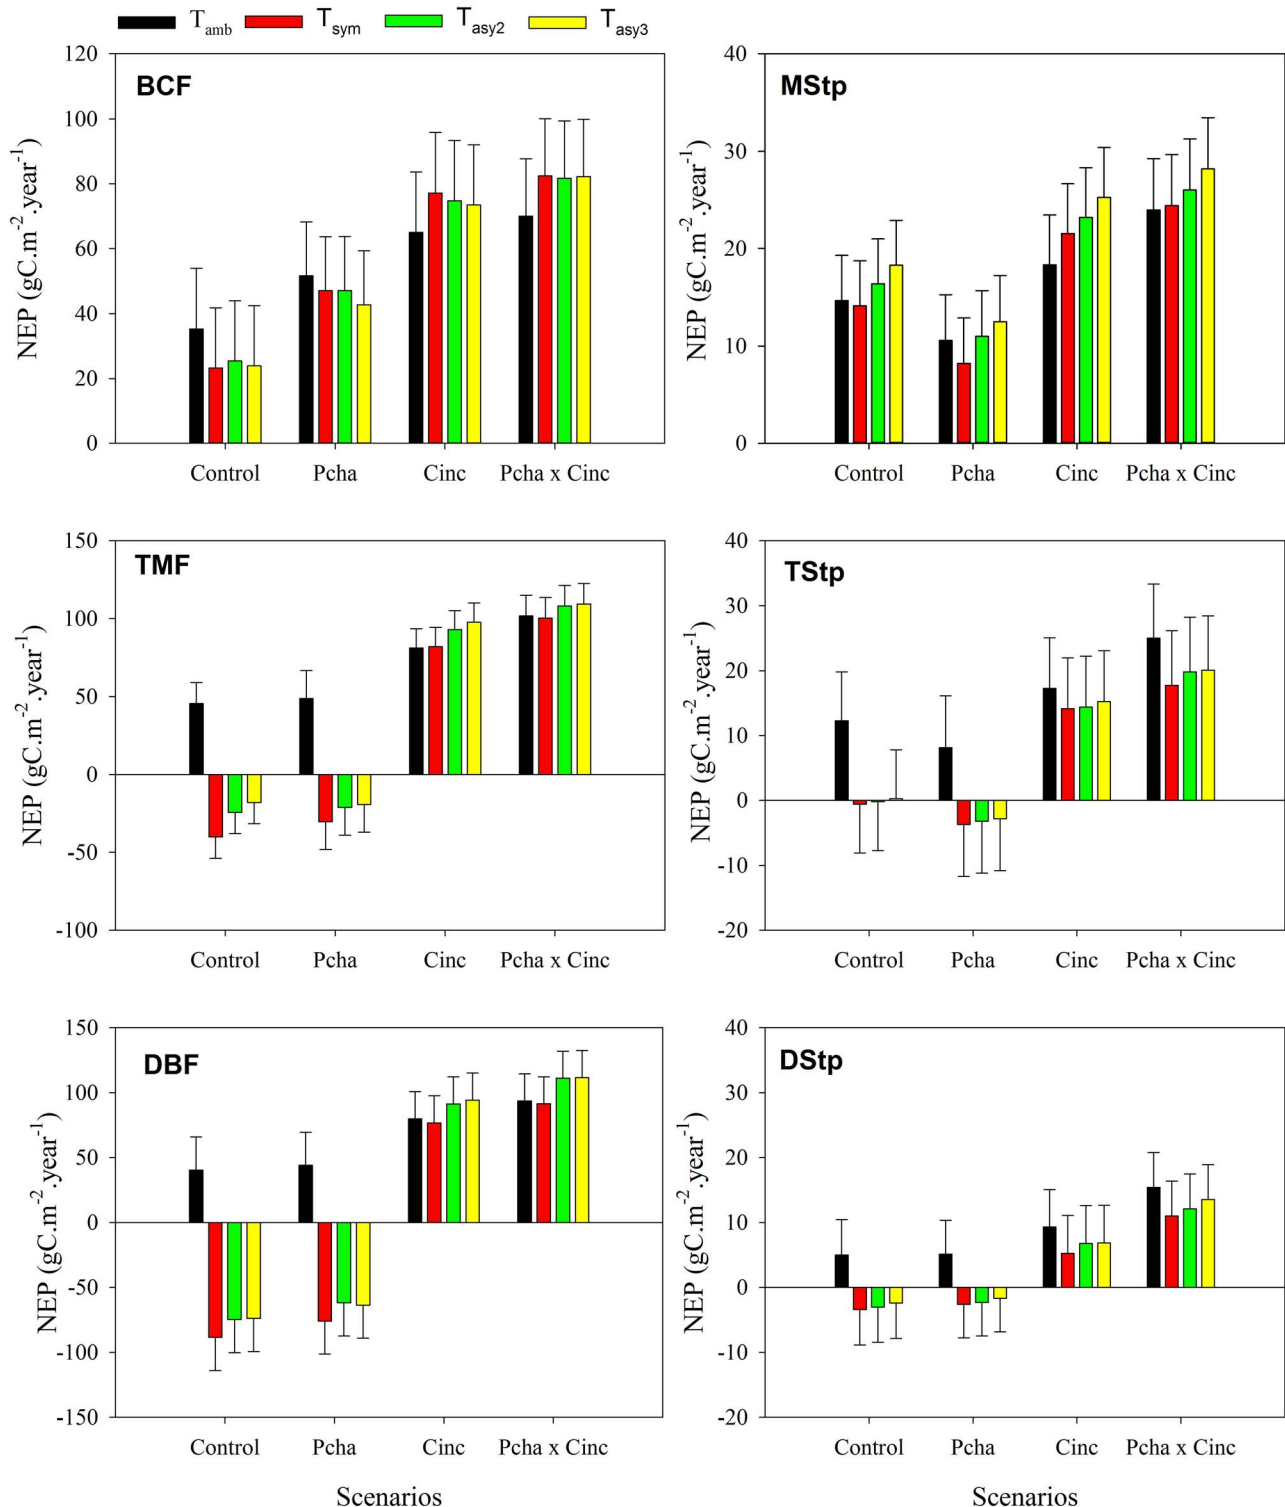 T_amb T_sym T_asy2 T_asy3
BCF
NEP (gC.m^-2.year^-1)
120
100
80
60
40
20
0
Control Pcha Cinc Pcha x Cinc
MStp
NEP (gC.m^-2.year^-1)
40
30
20
10
0
Control Pcha Cinc Pcha x Cinc
TMF
NEP (gC.m^-2.year^-1)
150
100
50
0
-50
-100
Control Pcha Cinc Pcha x Cinc
TStp
NEP (gC.m^-2.year^-1)
40
30
20
10
0
-10
-20
Control Pcha Cinc Pcha x Cinc
DBF
NEP (gC.m^-2.year^-1)
150
100
50
0
-50
-100
-150
Control Pcha Cinc Pcha x Cinc
Scenarios
DStp
NEP (gC.m^-2.year^-1)
40
30
20
10
0
-10
-20
Control Pcha Cinc Pcha x Cinc
Scenarios